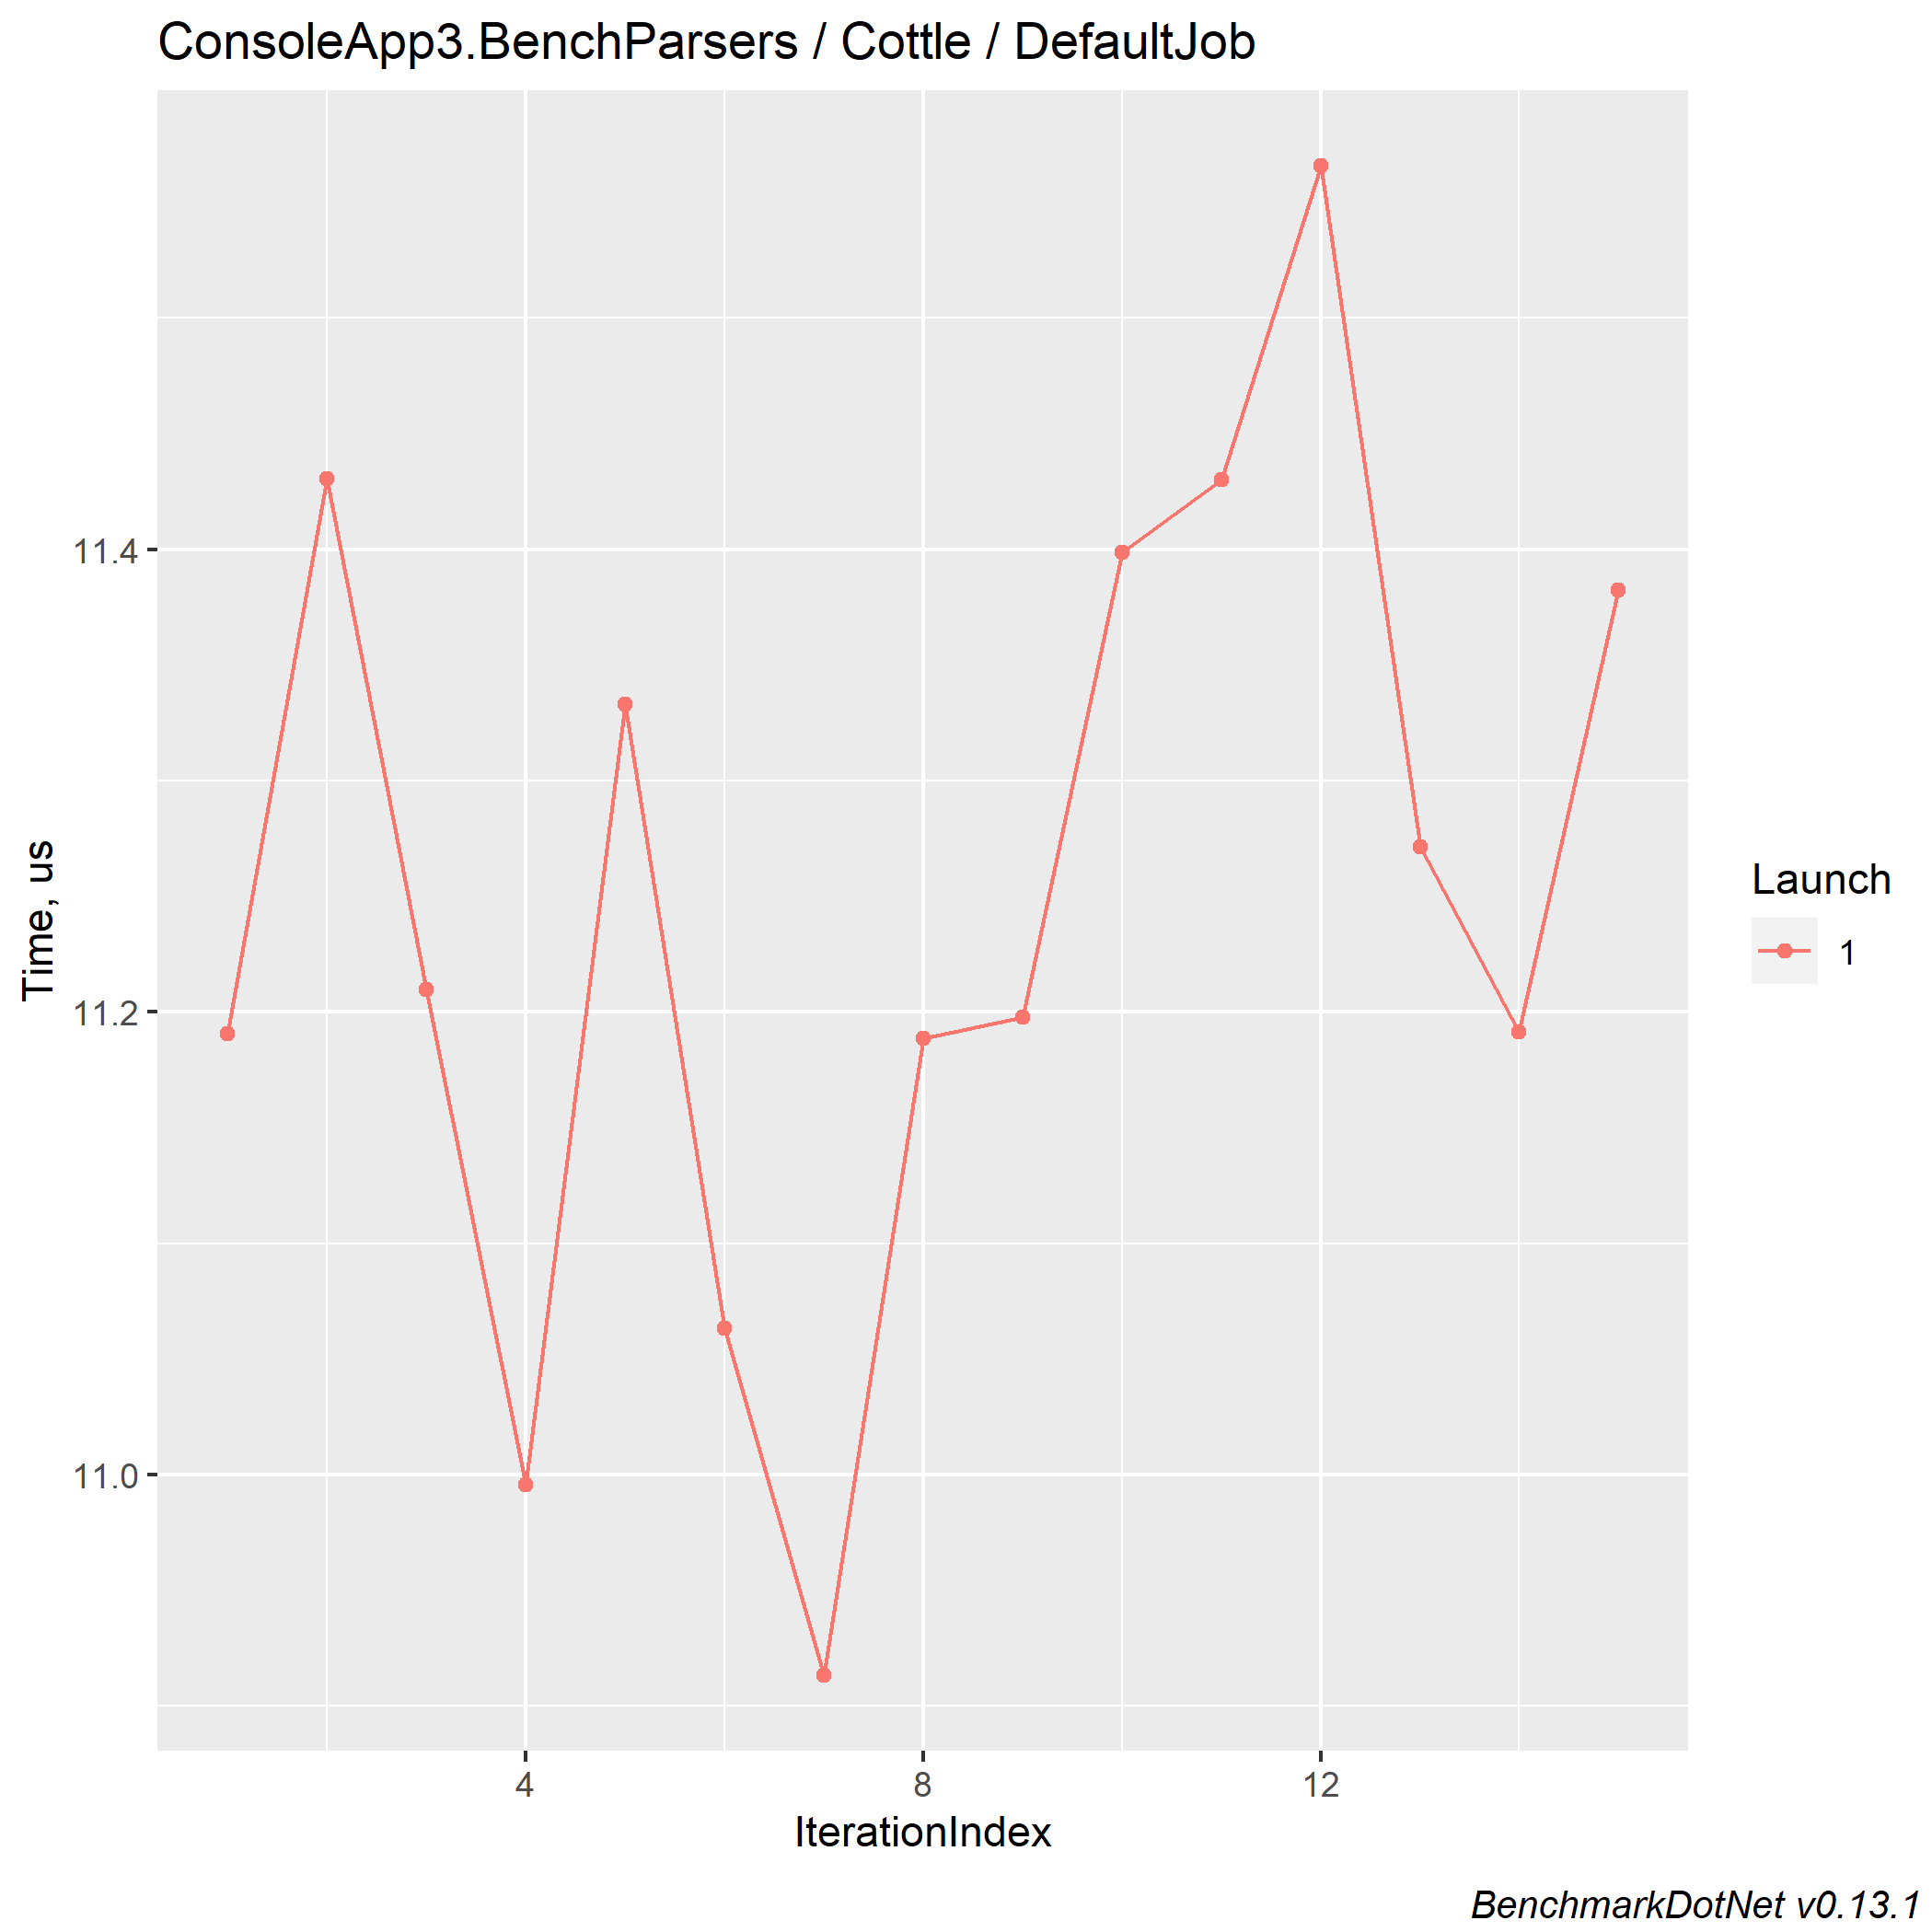 ConsoleApp3.BenchParsers / Cottle / DefaultJob
Time, us
11.4
11.2
11.0
4 8 12
IterationIndex
Launch
1
BenchmarkDotNet v0.13.1